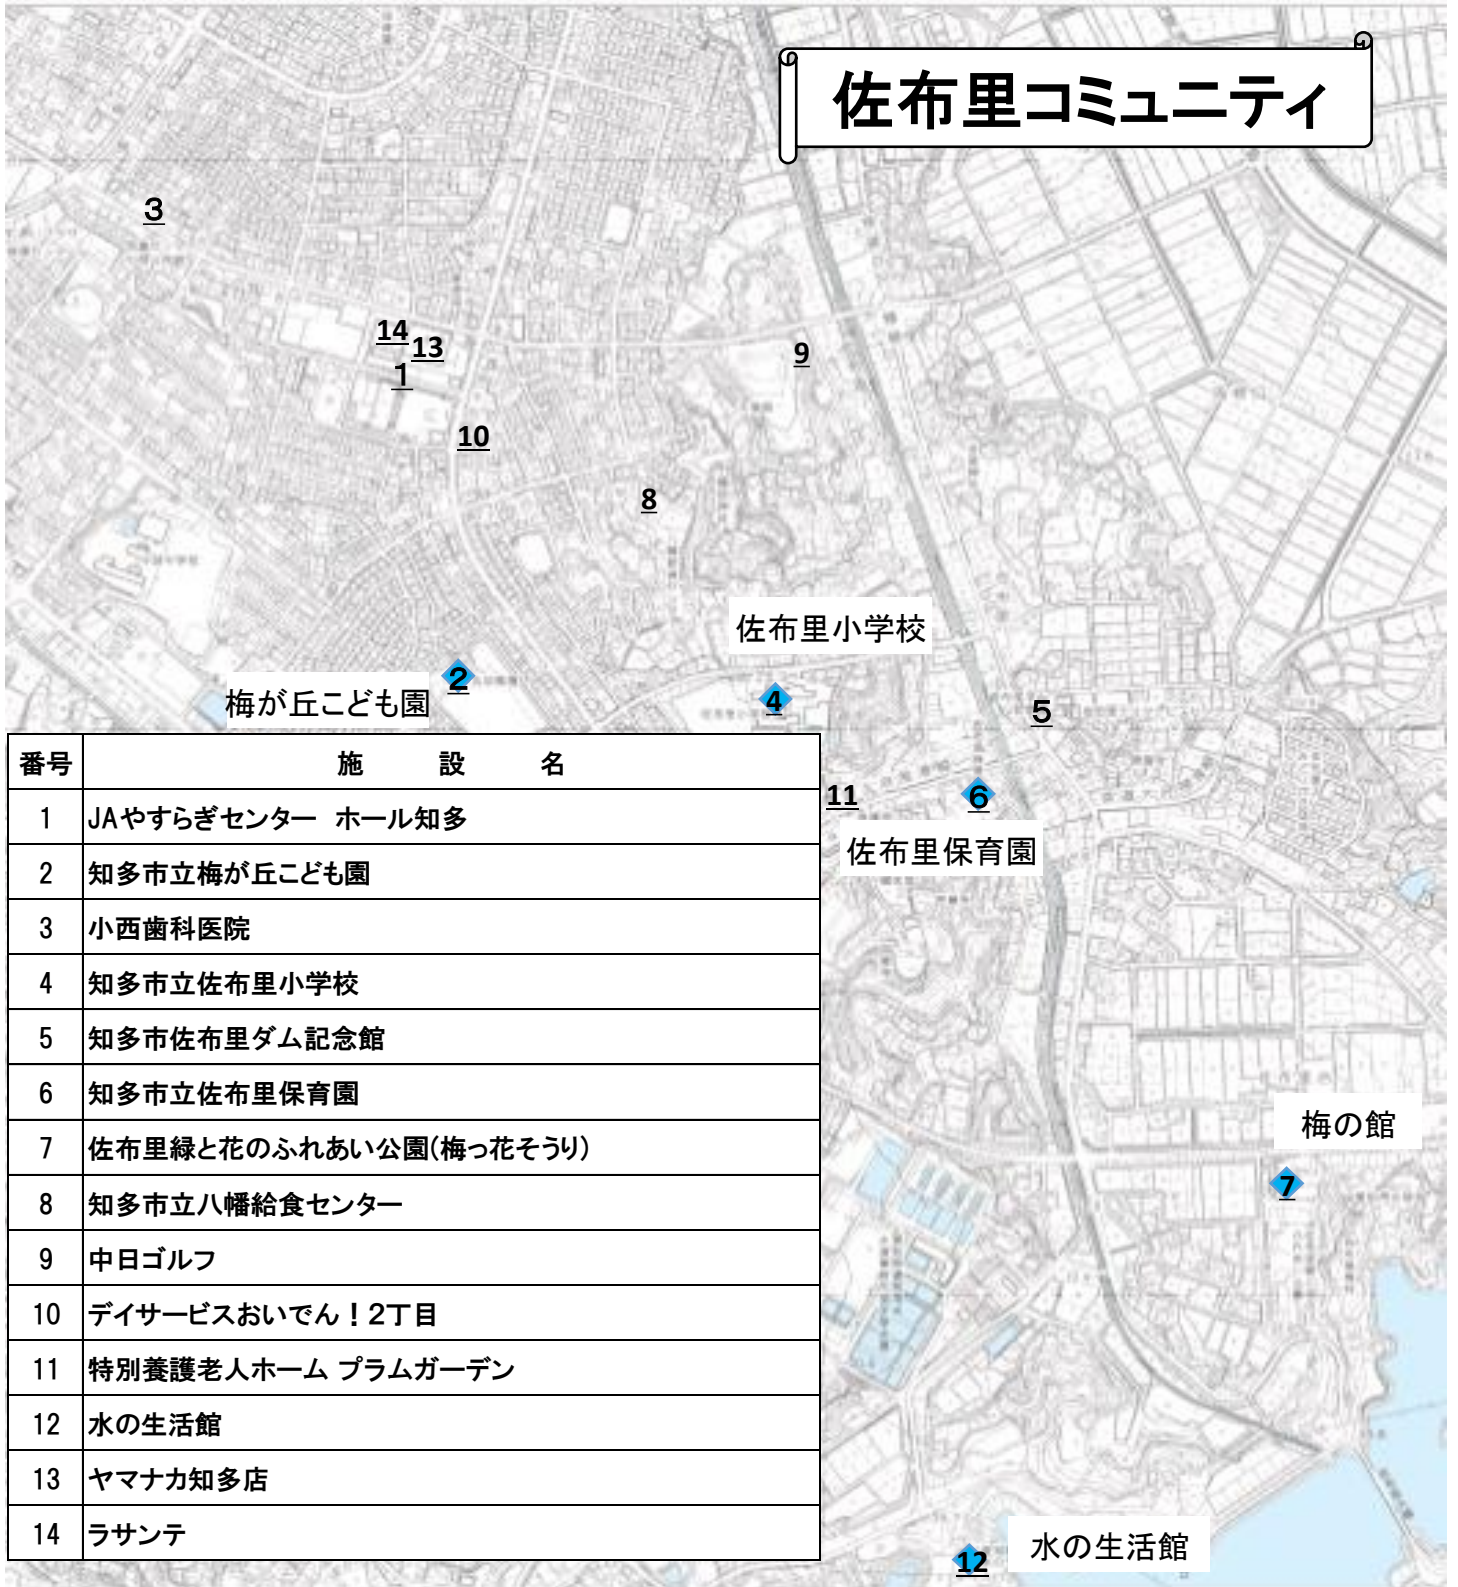 佐布里コミュニティ
3
14
13
1
9
10
8
佐布里小学校
2
梅が丘こども園
4
5
11
6
佐布里保育園
梅の館
7
12
水の生活館
番号 施設名
1 JAやすらぎセンター ホール知多
2 知多市立梅が丘こども園
3 小西歯科医院
4 知多市立佐布里小学校
5 知多市佐布里ダム記念館
6 知多市立佐布里保育園
7 佐布里緑と花のふれあい公園(梅っ花そうり)
8 知多市立八幡給食センター
9 中日ゴルフ
10 デイサービスおいでん！2丁目
11 特別養護老人ホーム プラムガーデン
12 水の生活館
13 ヤマナカ知多店
14 ラサンテ